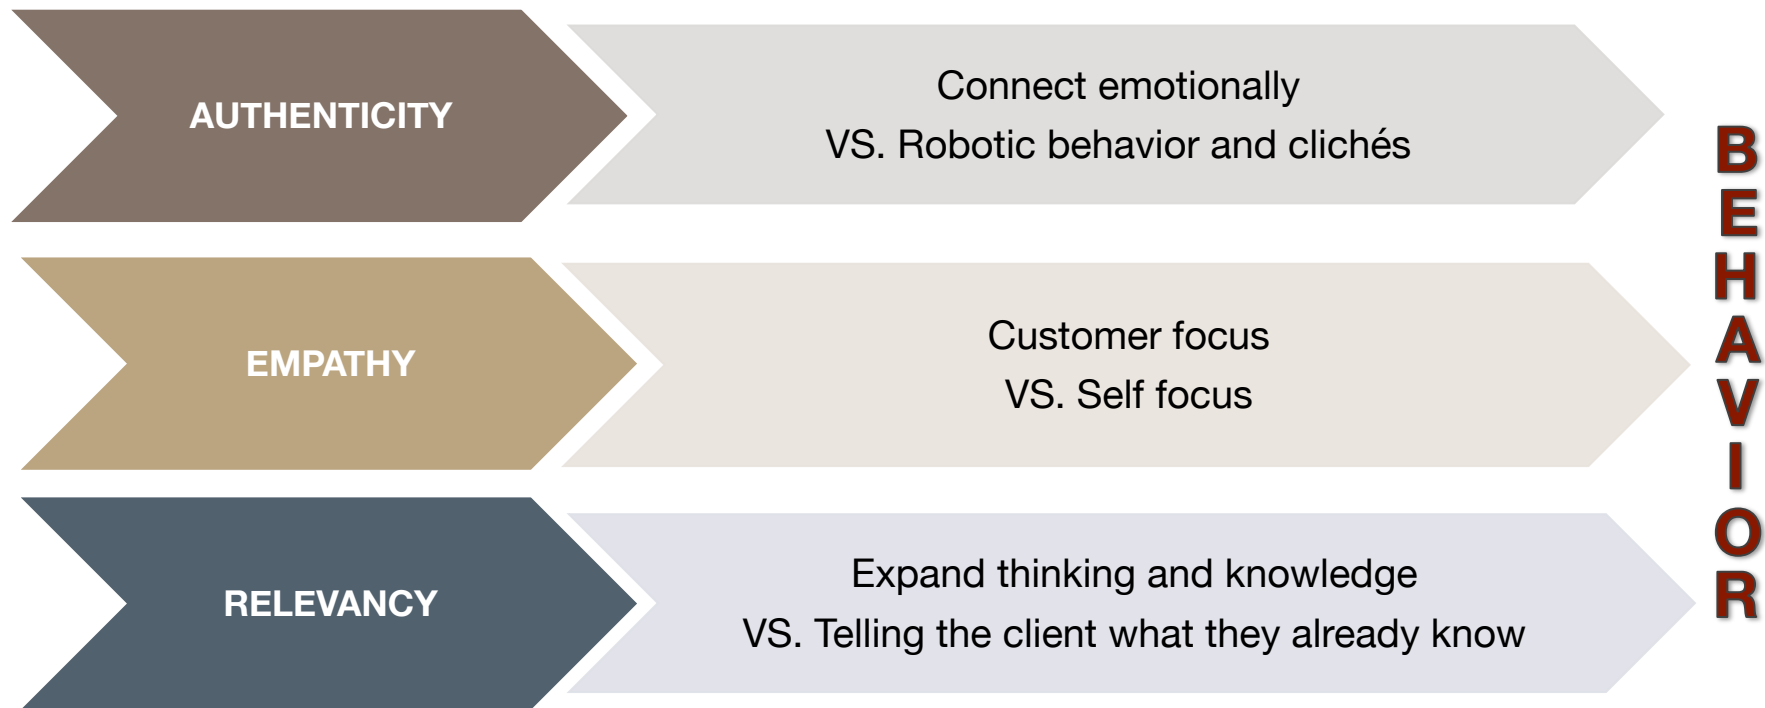 AUTHENTICITY
Connect emotionally
VS. Robotic behavior and clichés
EMPATHY
Customer focus
VS. Self focus
RELEVANCY
Expand thinking and knowledge
VS. Telling the client what they already know
BEHAVIOR